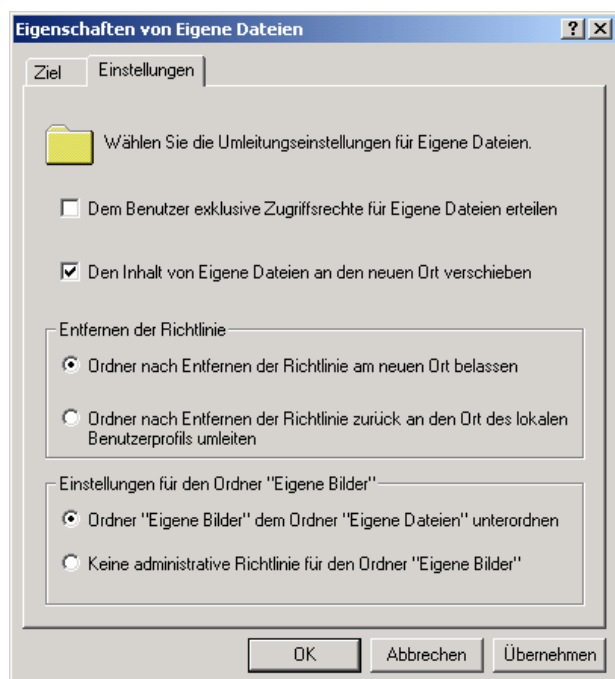 Eigenschaften von Eigene Dateien
Ziel
Einstellungen
Wählen Sie die Umleitungseinstellungen für Eigene Dateien.
Dem Benutzer exklusive Zugriffsrechte für Eigene Dateien erteilen
Den Inhalt von Eigene Dateien an den neuen Ort verschieben
Entfernen der Richtlinie
Ordner nach Entfernen der Richtlinie am neuen Ort belassen
Ordner nach Entfernen der Richtlinie zurück an den Ort des lokalen
Benutzerprofils umleiten
Einstellungen für den Ordner "Eigene Bilder"
Ordner "Eigene Bilder" dem Ordner "Eigene Dateien" unterordnen
Keine administrative Richtlinie für den Ordner "Eigene Bilder"
OK
Abbrechen
Übernehmen